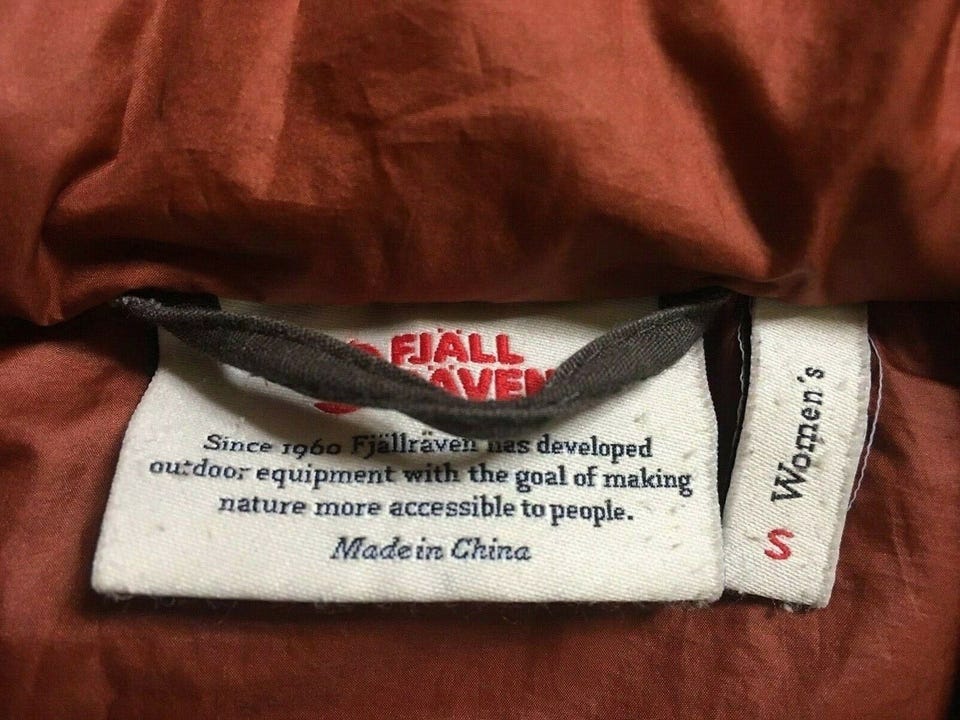 FJÄLL
ÄVEN
Since 1960 Fjällräven has developed
outdoor equipment with the goal of making
nature more accessible to people.
Made in China
Women's
S